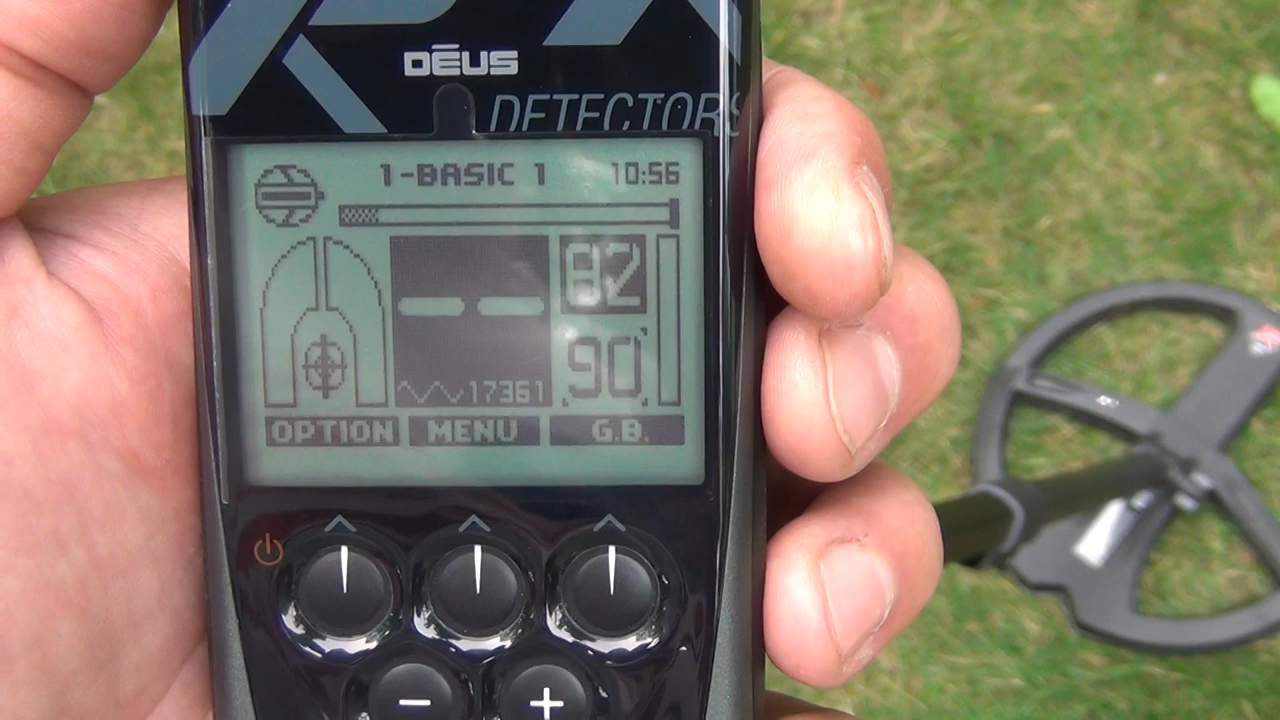 DEUS
DETECTORS
1-BASIC 1 10:56
82
-- --
90
17361
OPTION MENU G.B.
- +